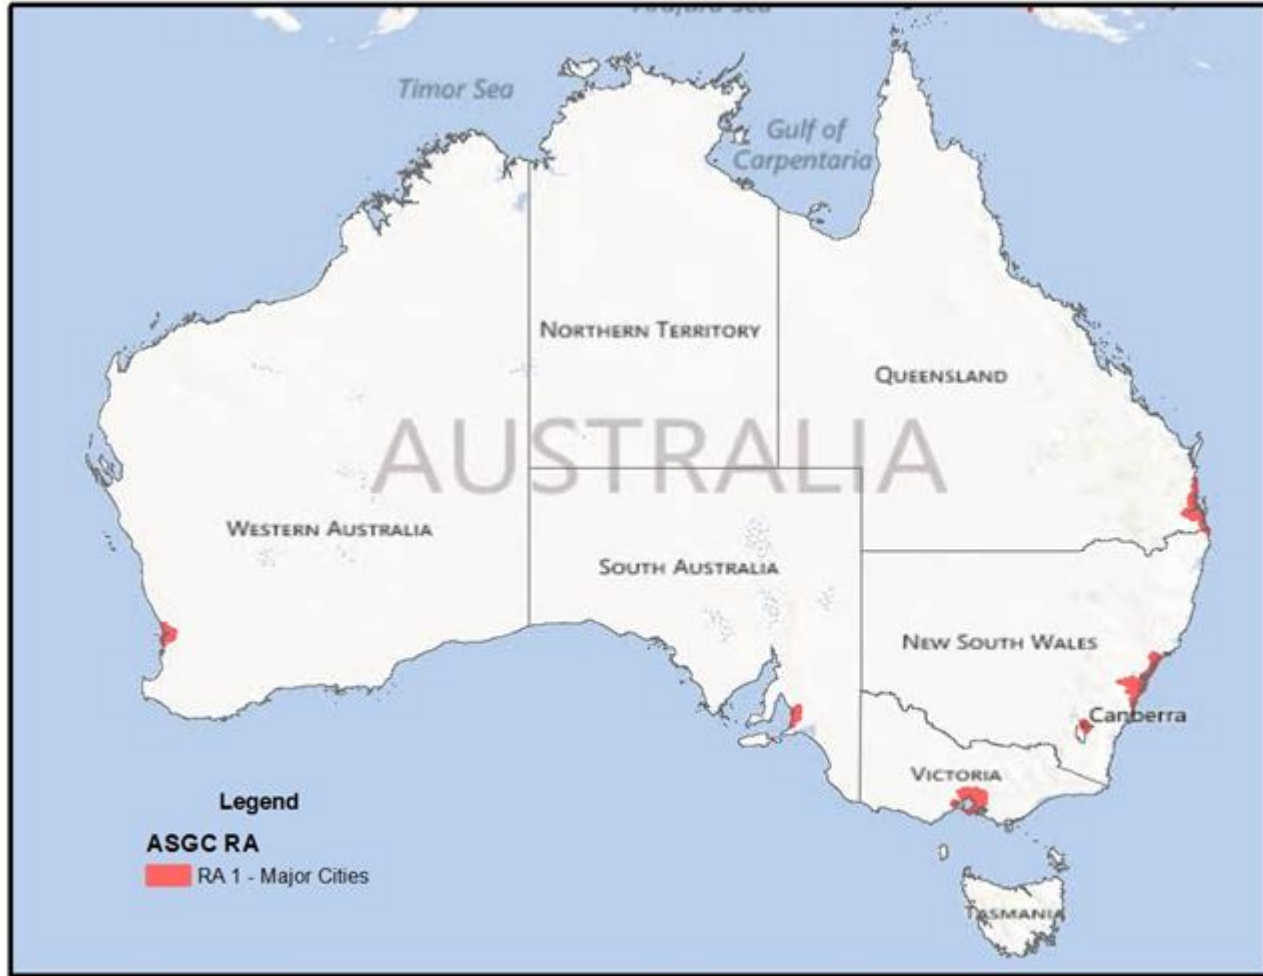 Timor Sea
Gulf of
Carpentaria
NORTHERN TERRITORY
QUEENSLAND
AUSTRALIA
WESTERN AUSTRALIA
SOUTH AUSTRALIA
NEW SOUTH WALES
Canberra
VICTORIA
TASMANIA
Legend
ASGC RA
RA 1 - Major Cities